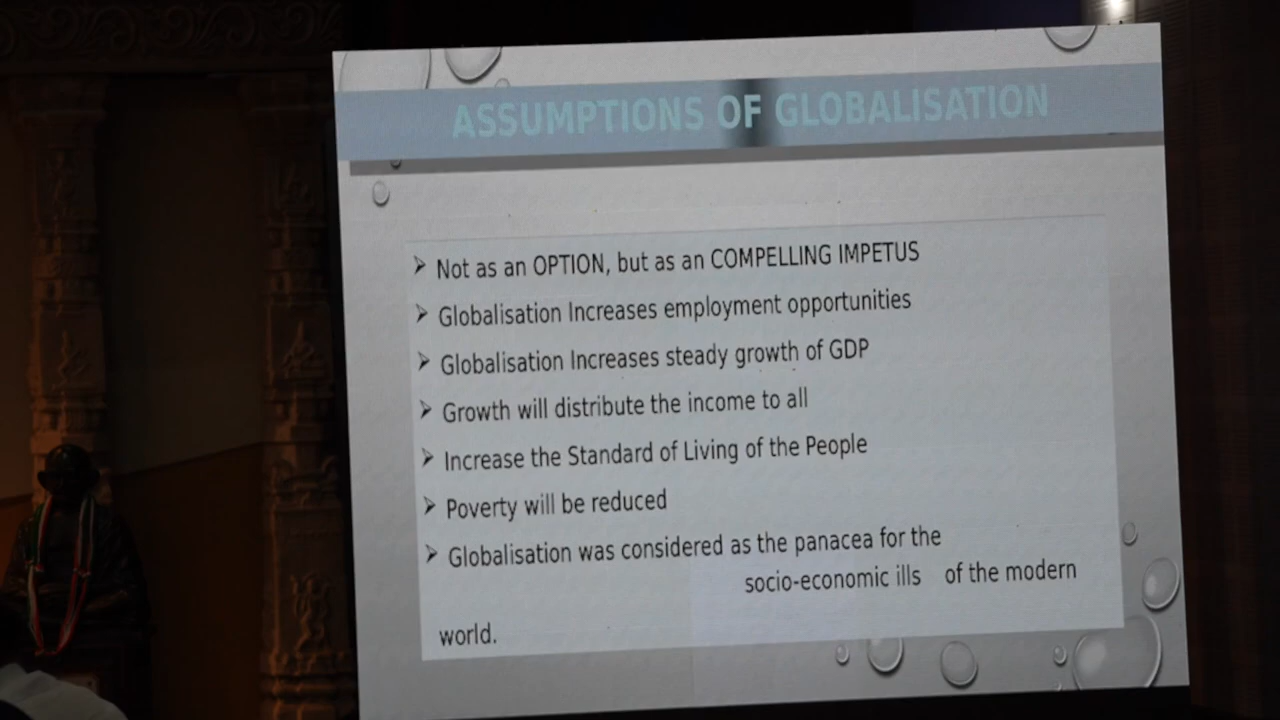 ASSUMPTIONS OF GLOBALISATION
Not as an OPTION, but as an COMPELLING IMPETUS
Globalisation Increases employment opportunities
Globalisation Increases steady growth of GDP
Growth will distribute the income to all
Increase the Standard of Living of the People
Poverty will be reduced
Globalisation was considered as the panacea for the
socio-economic ills of the modern
world.